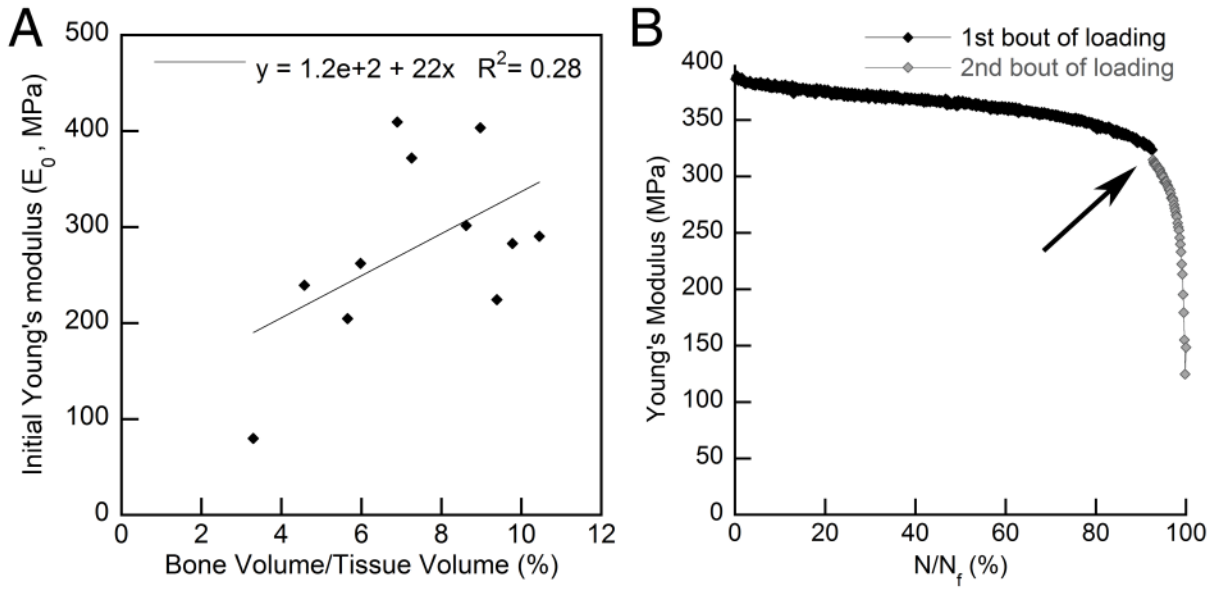 A
500
400
300
200
100
0
Initial Young's modulus (E₀ , MPa)
y = 1.2e+2 + 22x R²= 0.28
0 2 4 6 8 10 12
Bone Volume/Tissue Volume (%)
B
1st bout of loading
2nd bout of loading
400
350
300
250
200
150
100
50
0
Young's Modulus (MPa)
0 20 40 60 80 100
N/Nf (%)